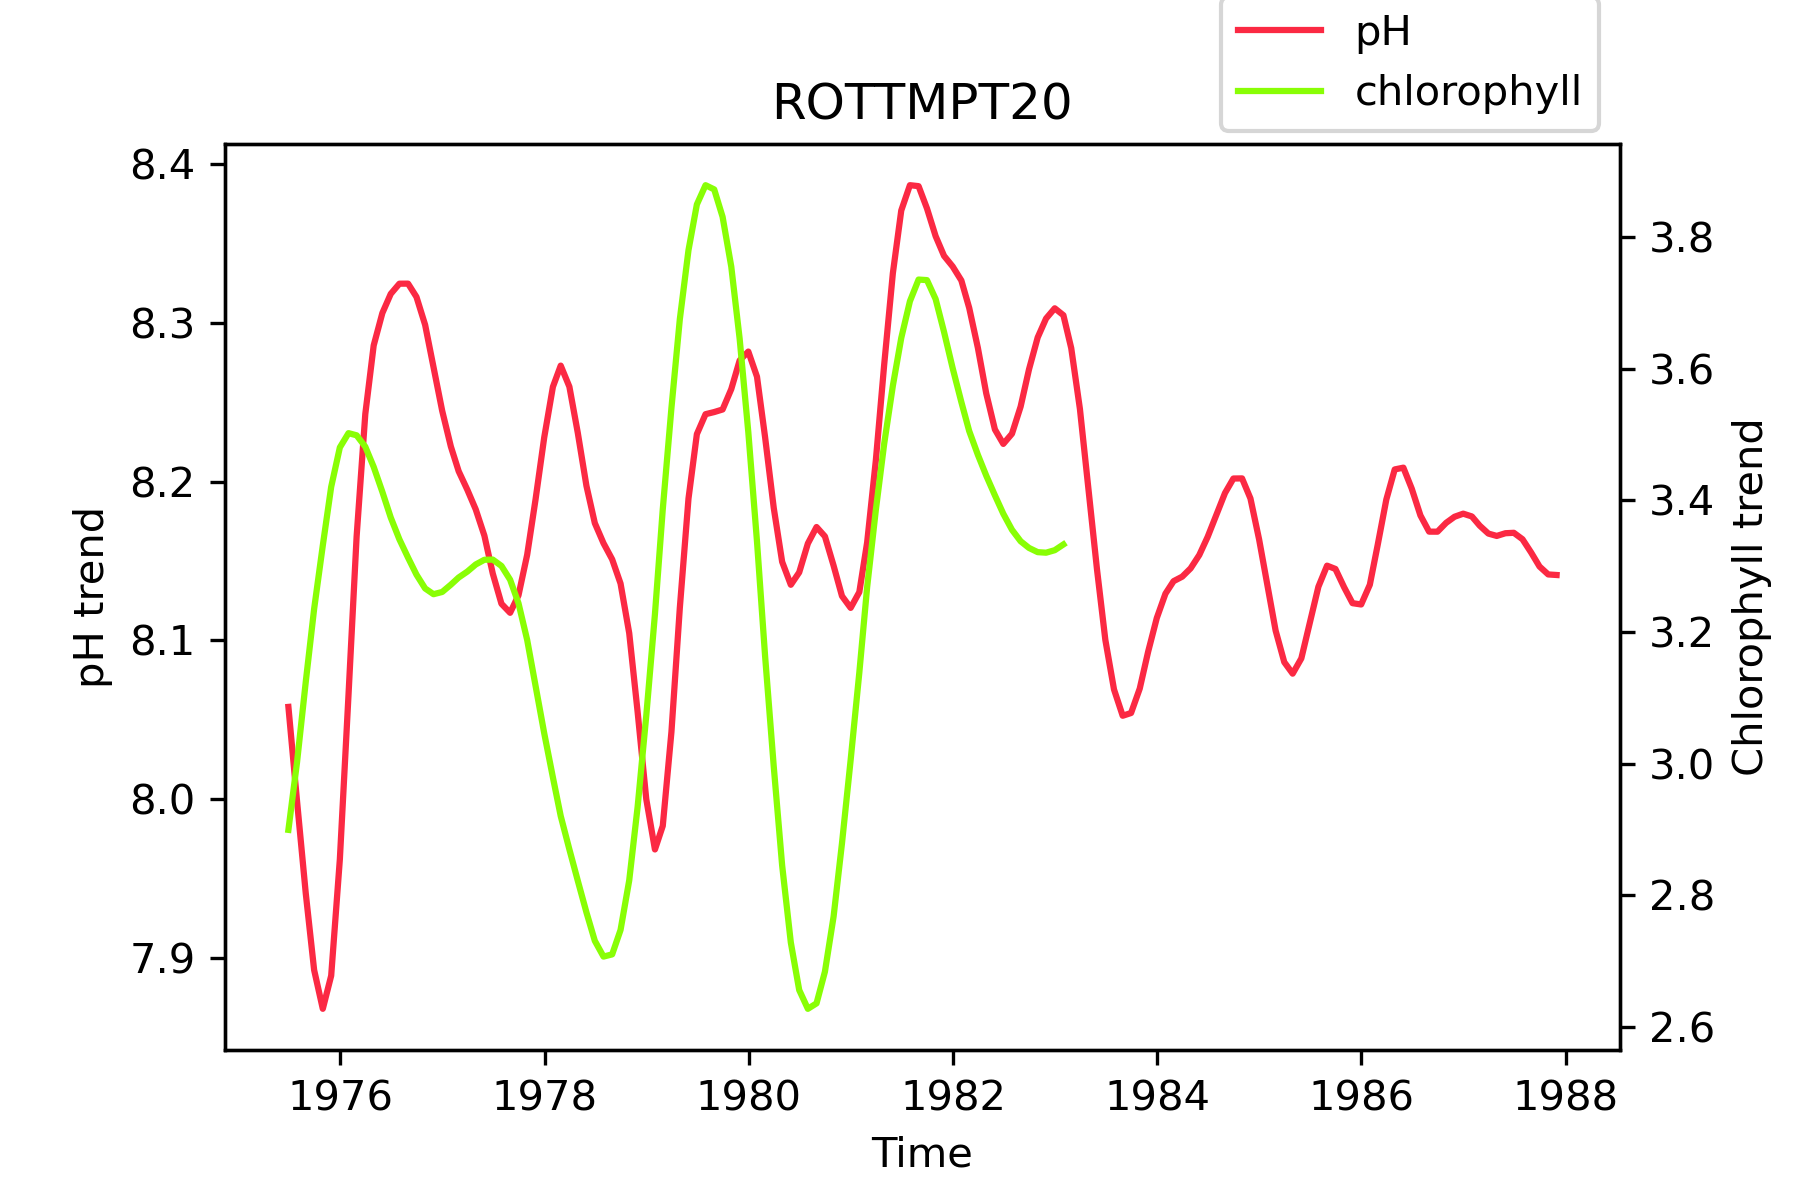 pH
chlorophyll
ROTTMPT20
8.4
8.3
8.2
8.1
8.0
7.9
pH trend
3.8
3.6
3.4
3.2
3.0
2.8
2.6
Chlorophyll trend
1976 1978 1980 1982 1984 1986 1988
Time